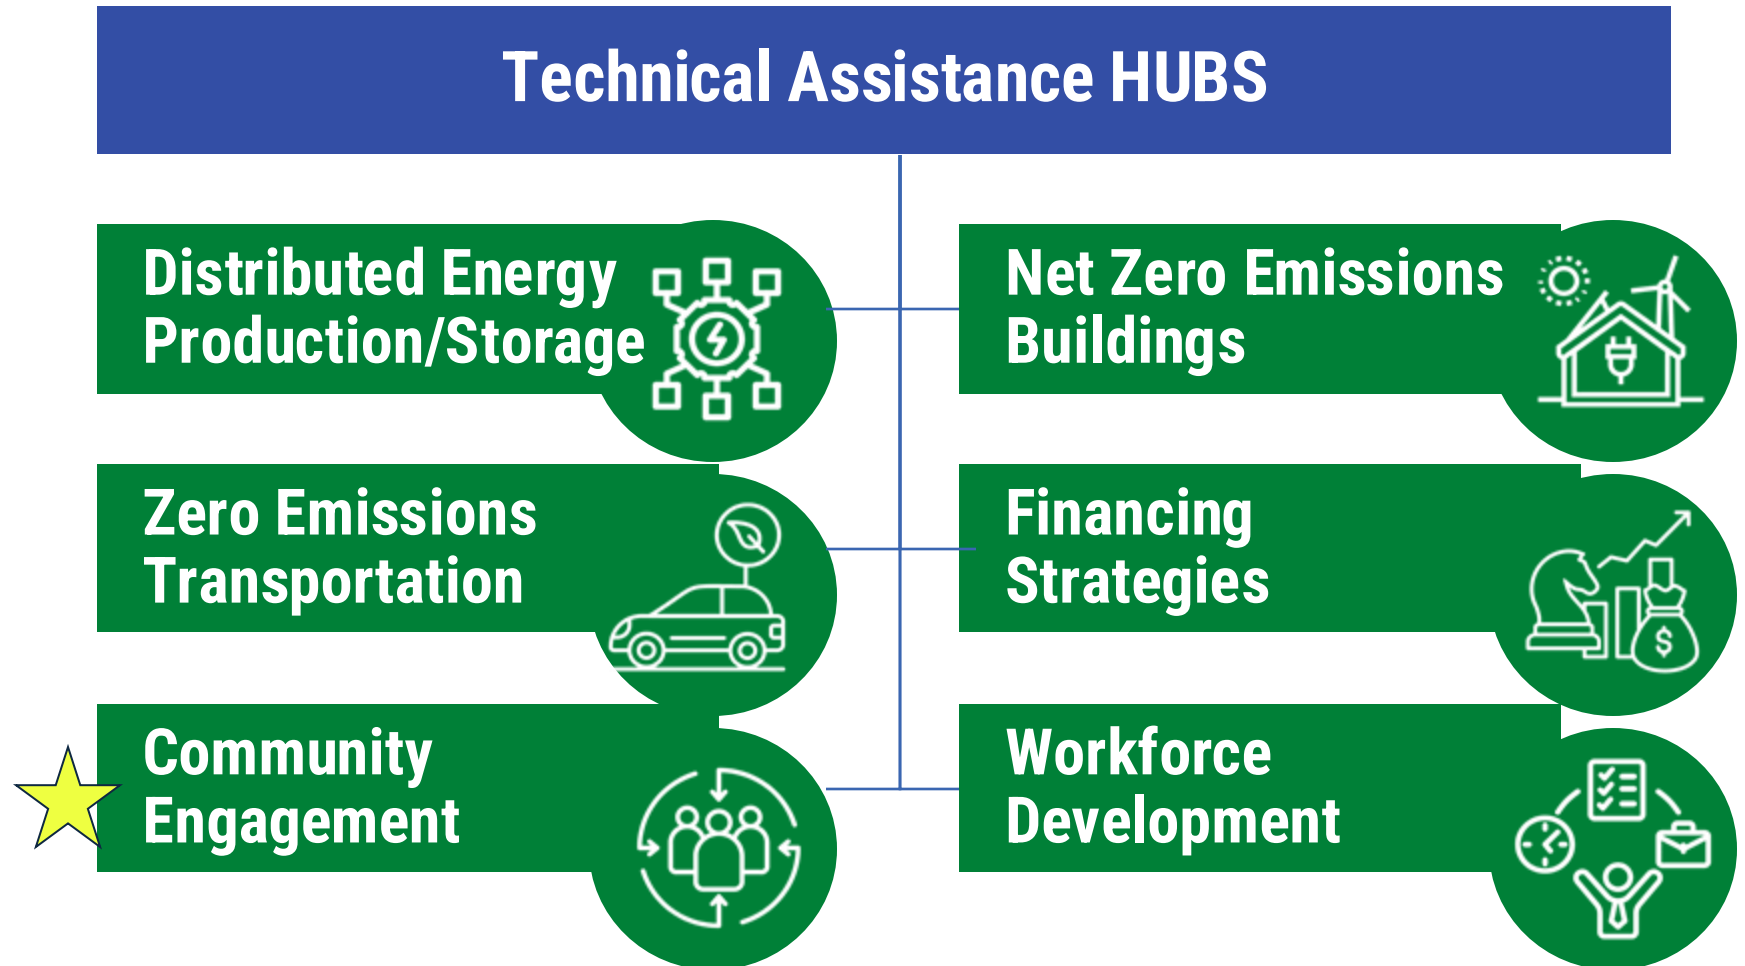 Technical Assistance HUBS
Distributed Energy
Production/Storage
Net Zero Emissions
Buildings
Zero Emissions
Transportation
Financing
Strategies
$
Community
Engagement
Workforce
Development